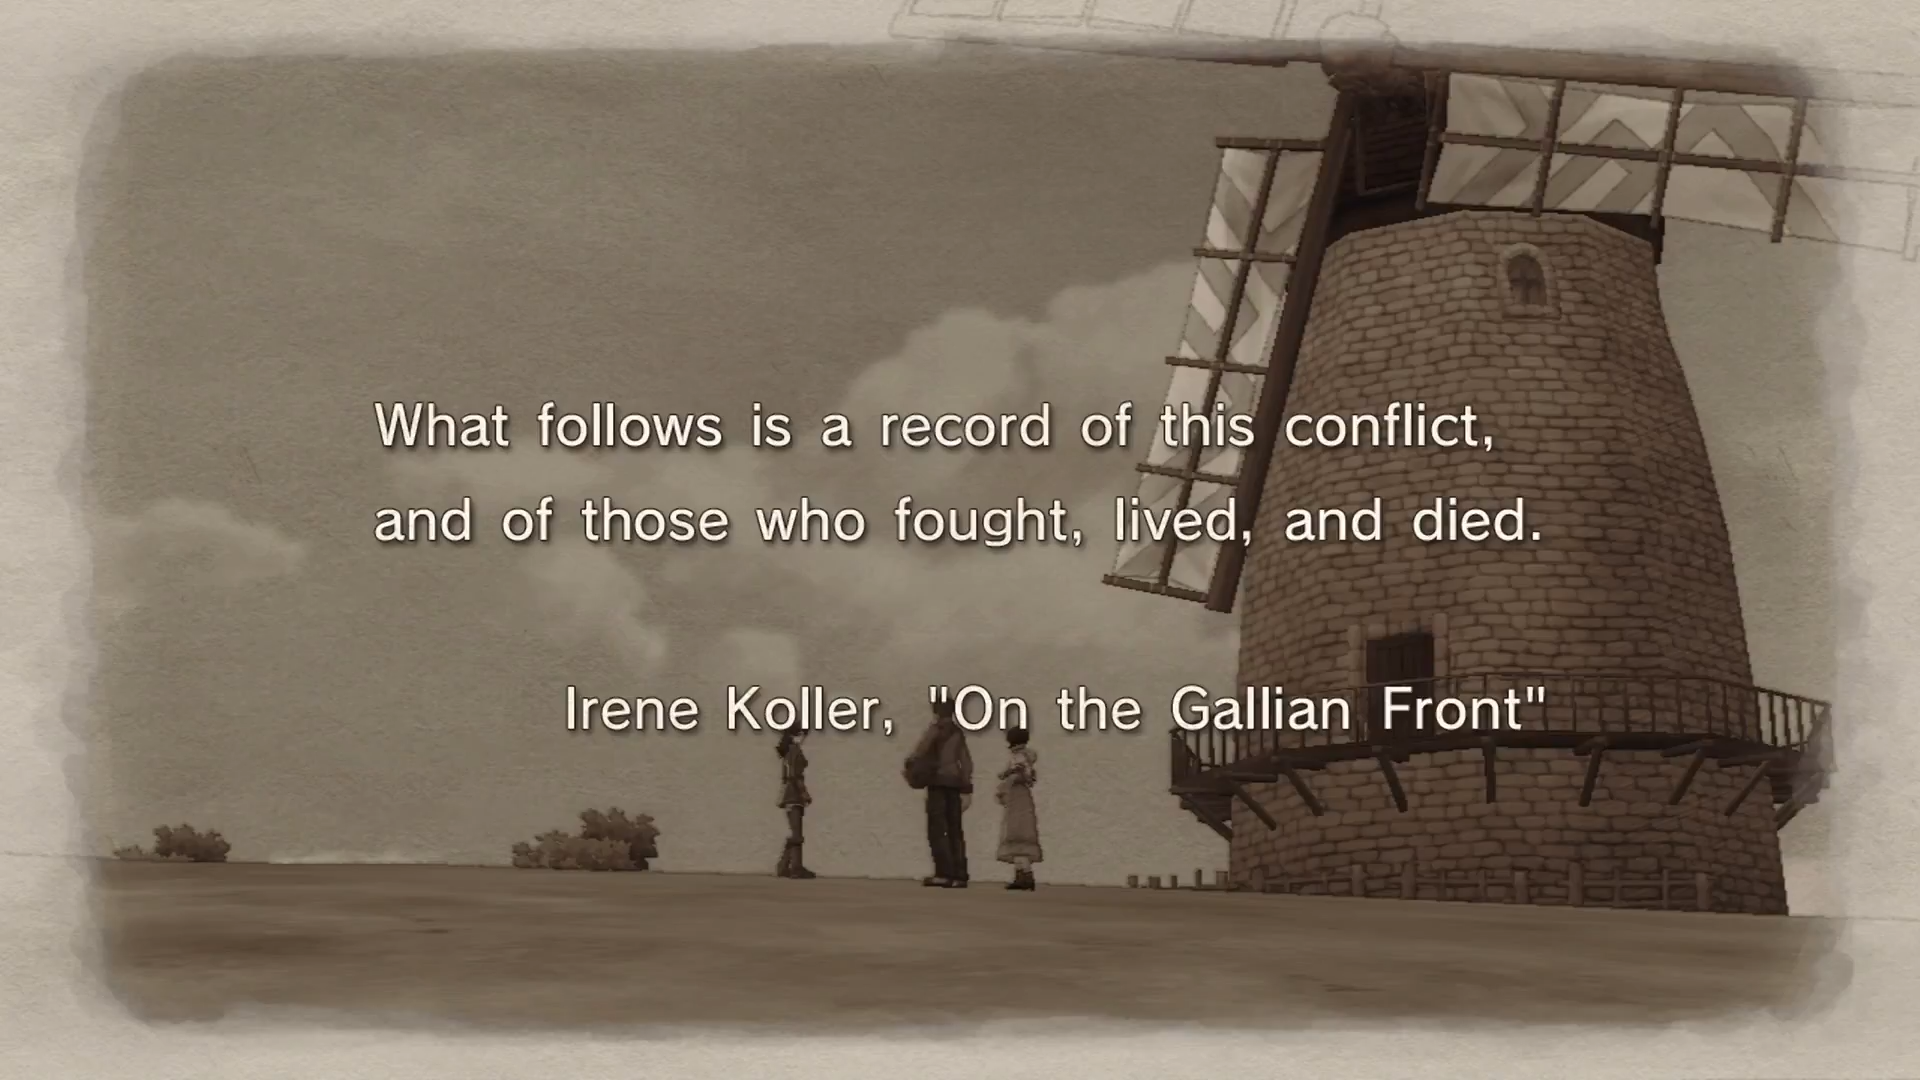 What follows is a record of this conflict,
and of those who fought, lived, and died.
Irene Koller, "On the Gallian Front"